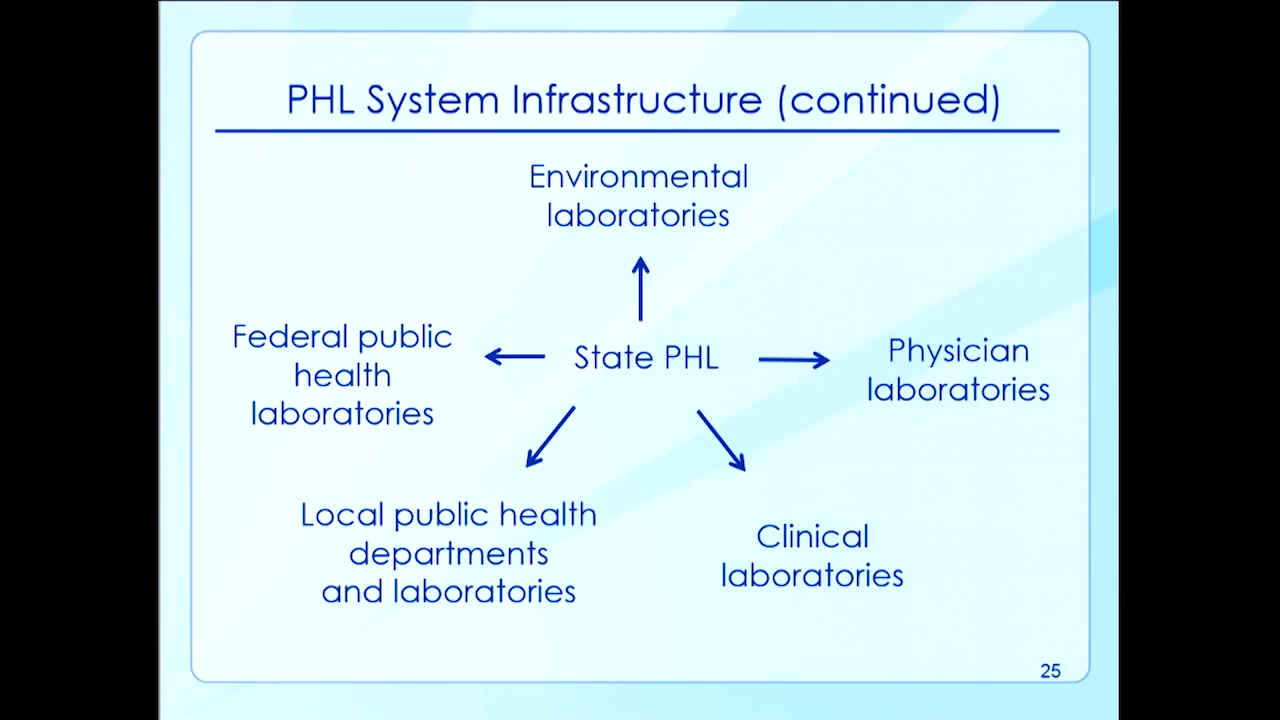 PHL System Infrastructure (continued)
Environmental
laboratories
Federal public
health
laboratories
State PHL
Physician
laboratories
Local public health
departments
and laboratories
Clinical
laboratories
25